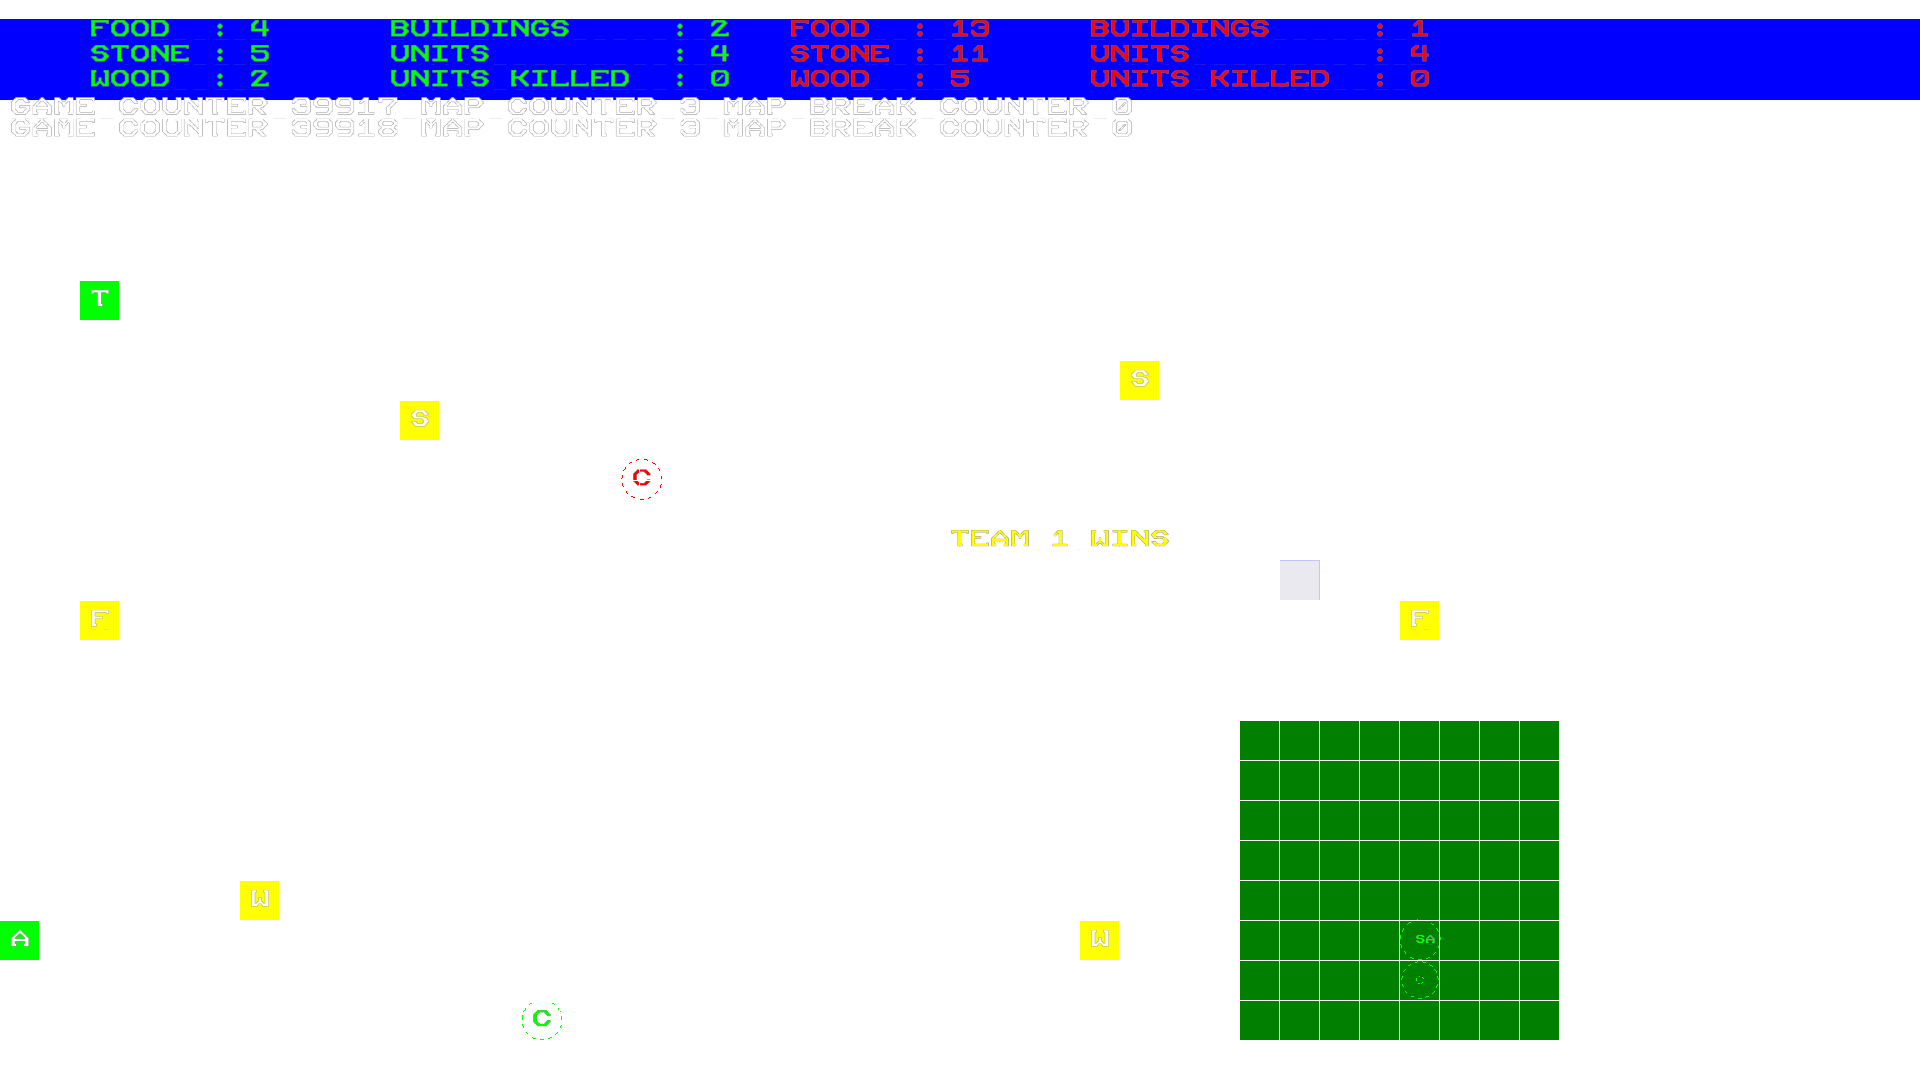 FOOD : 4 BUILDINGS : 2 FOOD : 13 BUILDINGS : 1
STONE : 5 UNITS : 4 STONE : 11 UNITS : 4
WOOD : 2 UNITS KILLED : 0 WOOD : 5 UNITS KILLED : 0
GAME COUNTER 39917 MAP COUNTER 3 MAP BREAK COUNTER 0
GAME COUNTER 39918 MAP COUNTER 3 MAP BREAK COUNTER 0
T
S
S
C
TEAM 1 WINS
F
F
W
A
W
SA
C
C